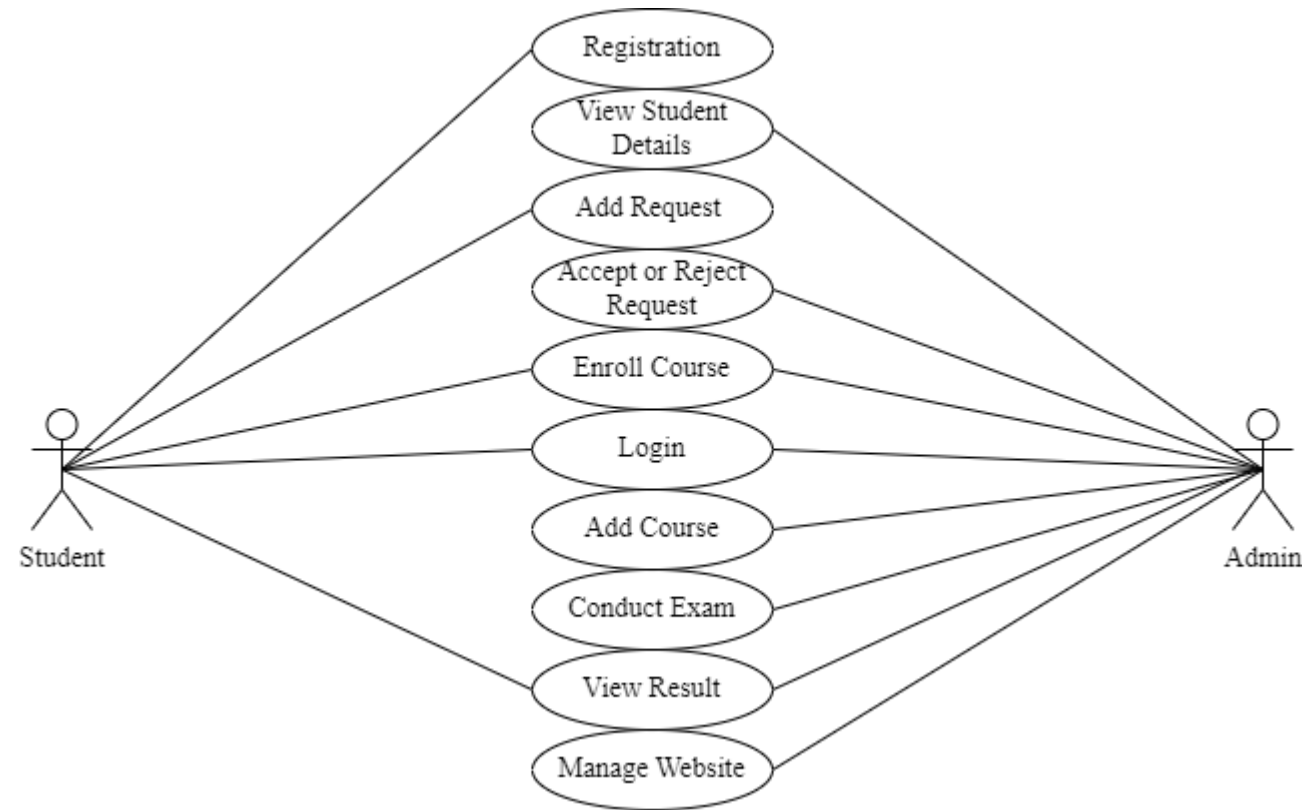 Registration
View Student
Details
Add Request
Accept or Reject
Request
Enroll Course
Login
Add Course
Conduct Exam
View Result
Manage Website
Student
Admin